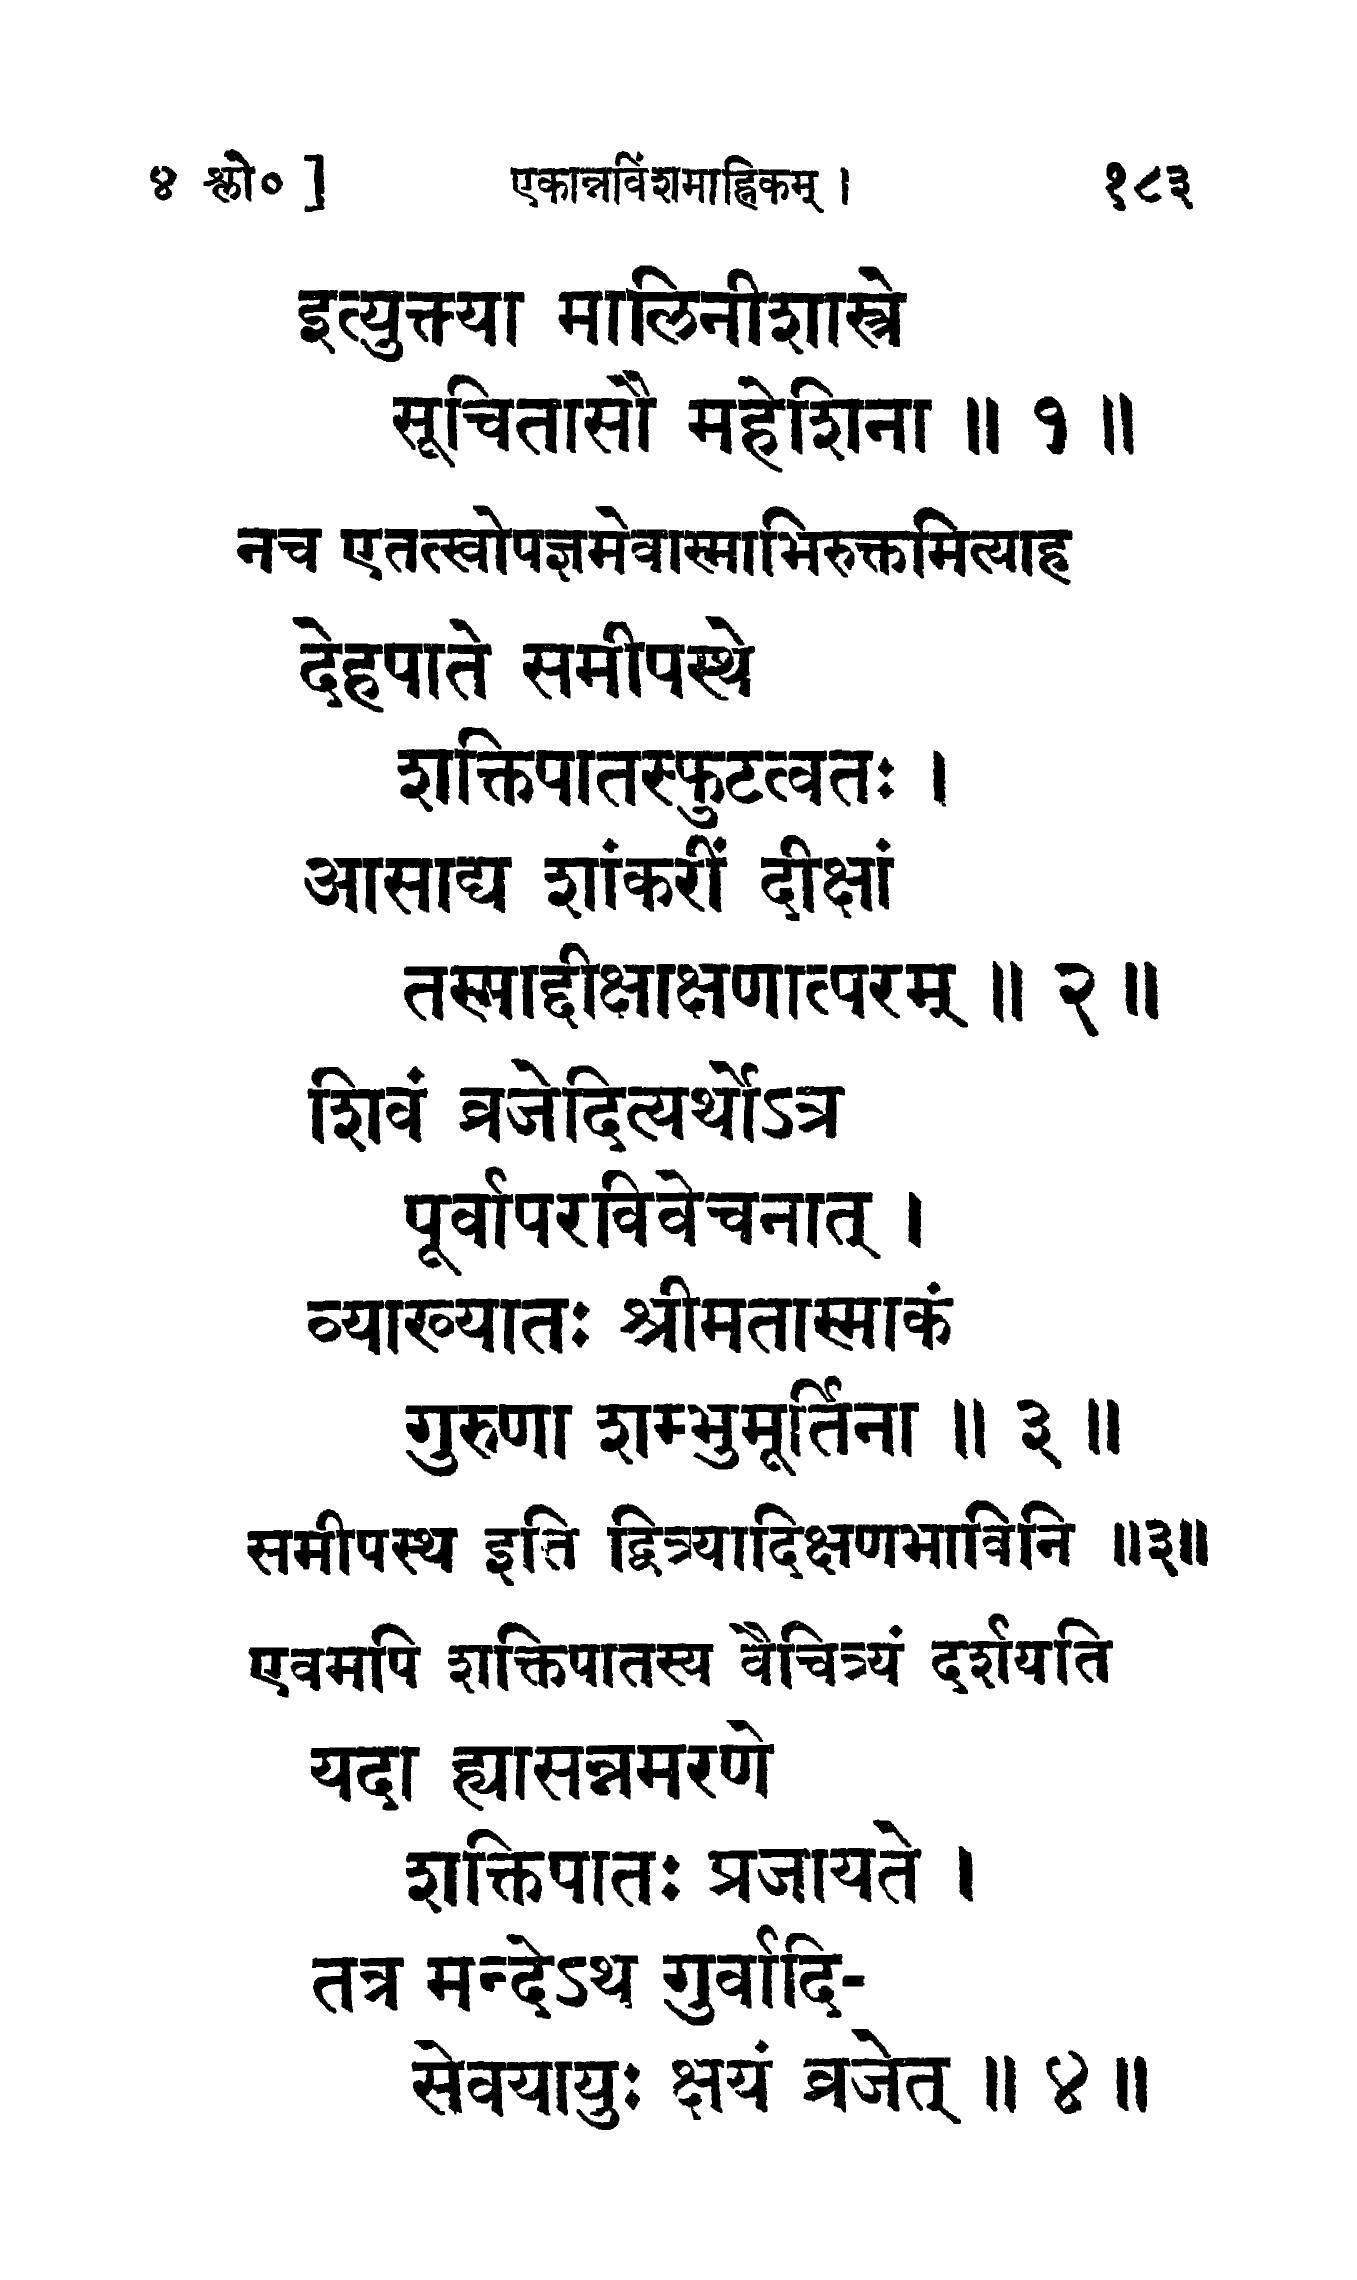 ४ श्लो० ]
एकान्नविंशमाह्निकम् ।
१८३
इत्युक्त्या मालिनीशास्त्रे
सूचितासौ महेशिना ॥ १ ॥
नच एतत्स्वोपज्ञमेवास्माभिरुक्तमित्याह
देहपाते समीपस्थे
शक्तिपातस्फुटत्वतः ।
आसाद्य शांकरीं दीक्षां
तस्माद्दीक्षाक्षणात्परम् ॥ २ ॥
शिवं व्रजेदित्यर्थोऽत्र
पूर्वापरविवेचनात् ।
व्याख्यातः श्रीमतास्माकं
गुरुणा शम्भुमूर्तिना ॥ ३ ॥
समीपस्थ इति द्वित्र्यादिक्षणभाविनि ॥३॥
एवमपि शक्तिपातस्य वैचित्र्यं दर्शयति
यदा ह्यासन्नमरणे
शक्तिपातः प्रजायते ।
तत्र मन्देऽथ गुर्वादि-
सेवयायुः क्षयं व्रजेत् ॥ ४ ॥